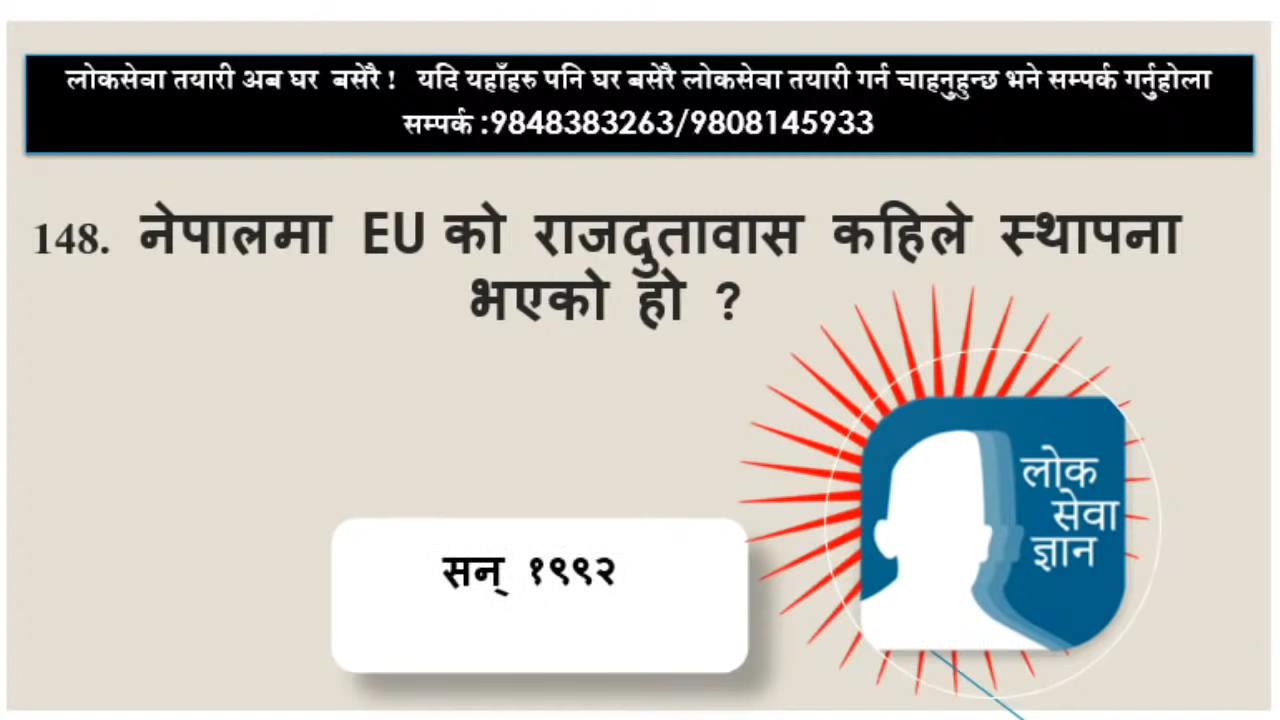 लोकसेवा तयारी अब घर बसेरै ! यदि यहाँहरु पनि घर बसेरै लोकसेवा तयारी गर्न चाहनुहुन्छ भने सम्पर्क गर्नुहोला
सम्पर्क :9848383263/9808145933
148. नेपालमा EU को राजदुतावास कहिले स्थापना
भएको हो ?
लोक
सेवा
ज्ञान
सन् १९९२